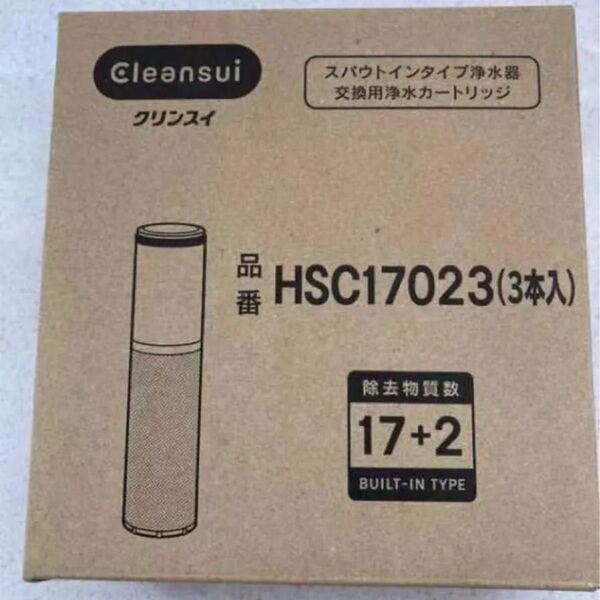 Cleansui
クリンスイ
スパウトインタイプ浄水器
交換用浄水カートリッジ
品番 HSC17023(3本入)
除去物質数
17+2
BUILT-IN TYPE